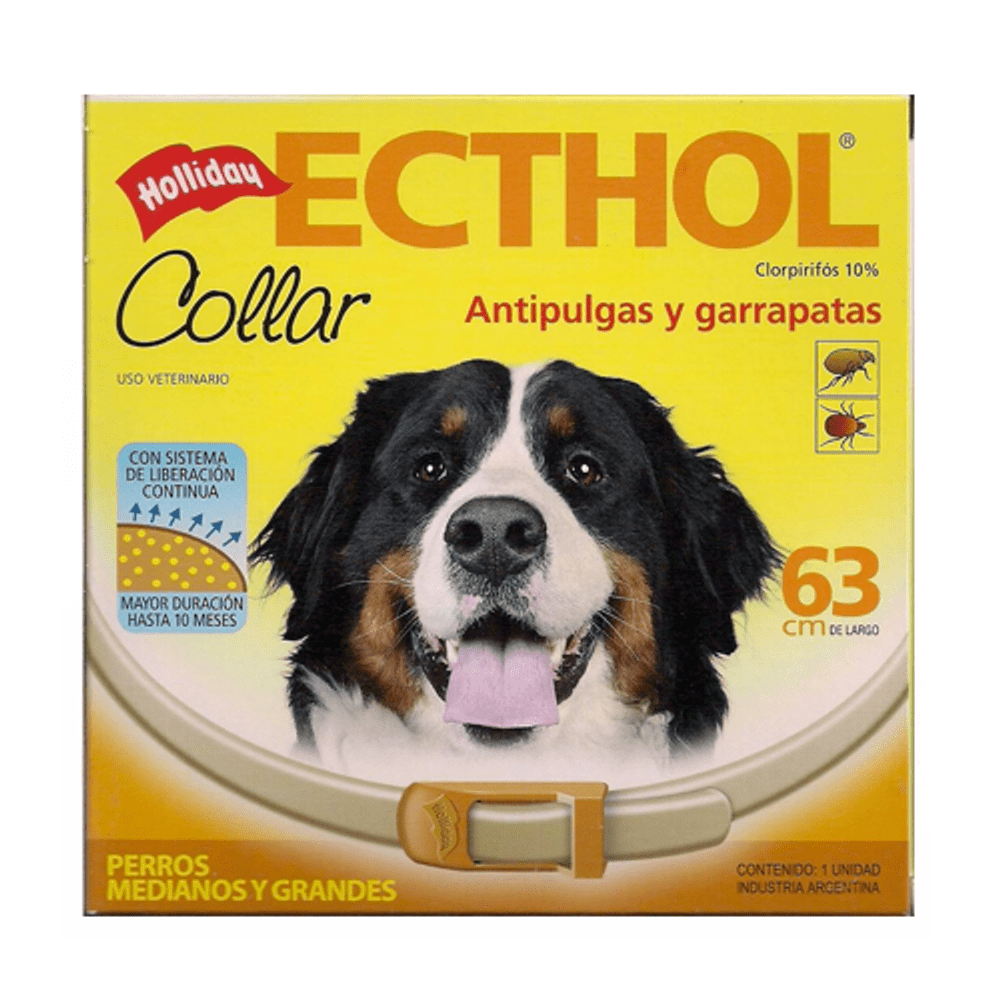 Holliday
ECTHOL®
Clorpirifós 10%
Collar
Antipulgas y garrapatas
USO VETERINARIO
CON SISTEMA
DE LIBERACIÓN
CONTINUA
MAYOR DURACIÓN
HASTA 10 MESES
63
cm DE LARGO
Holliday
PERROS
MEDIANOS Y GRANDES
CONTENIDO: 1 UNIDAD
INDUSTRIA ARGENTINA